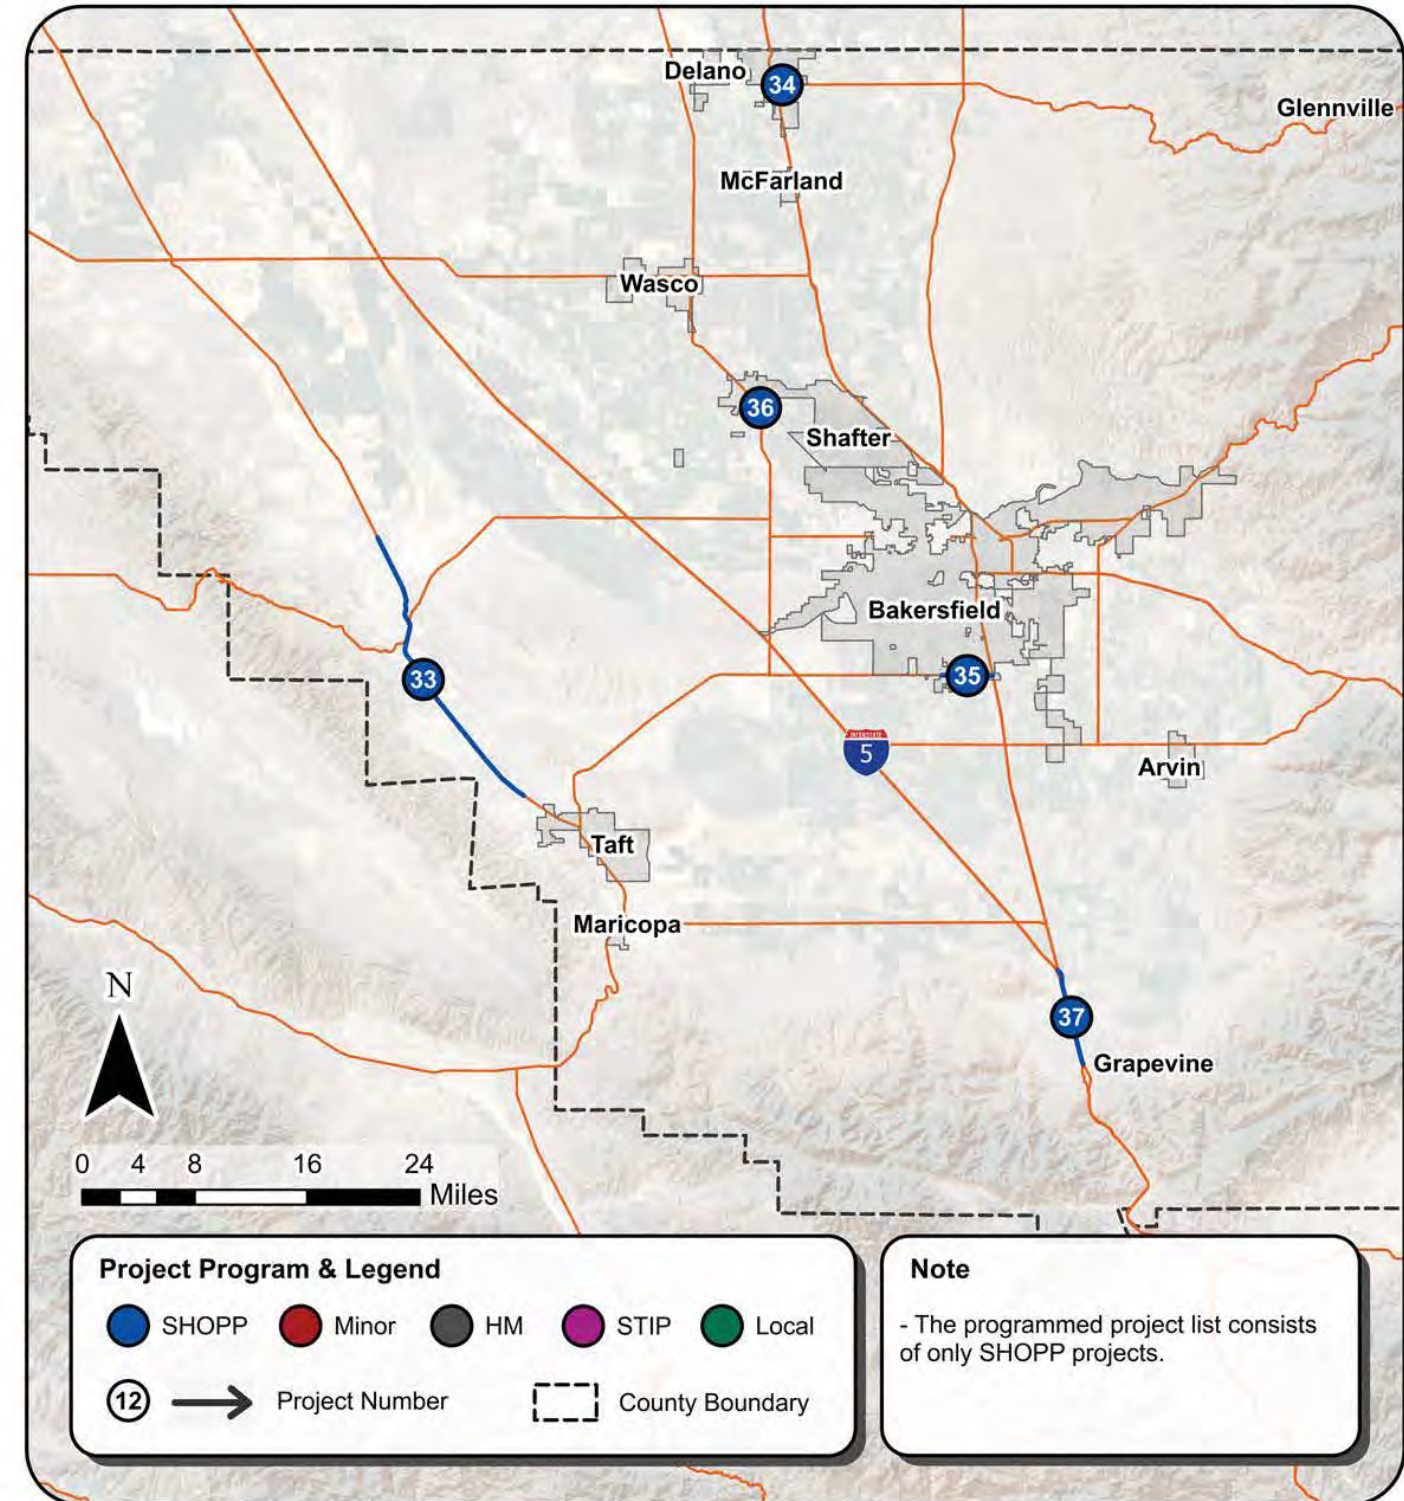 Delano
34
Glennville
McFarland
Wasco
36
Shafter
Bakersfield
33
35
INTERSTATE
5
Arvin
Taft
Maricopa
N
37
Grapevine
0 4 8 16 24
Miles
Project Program & Legend
SHOPP Minor HM STIP Local
12 Project Number County Boundary
Note
- The programmed project list consists
of only SHOPP projects.